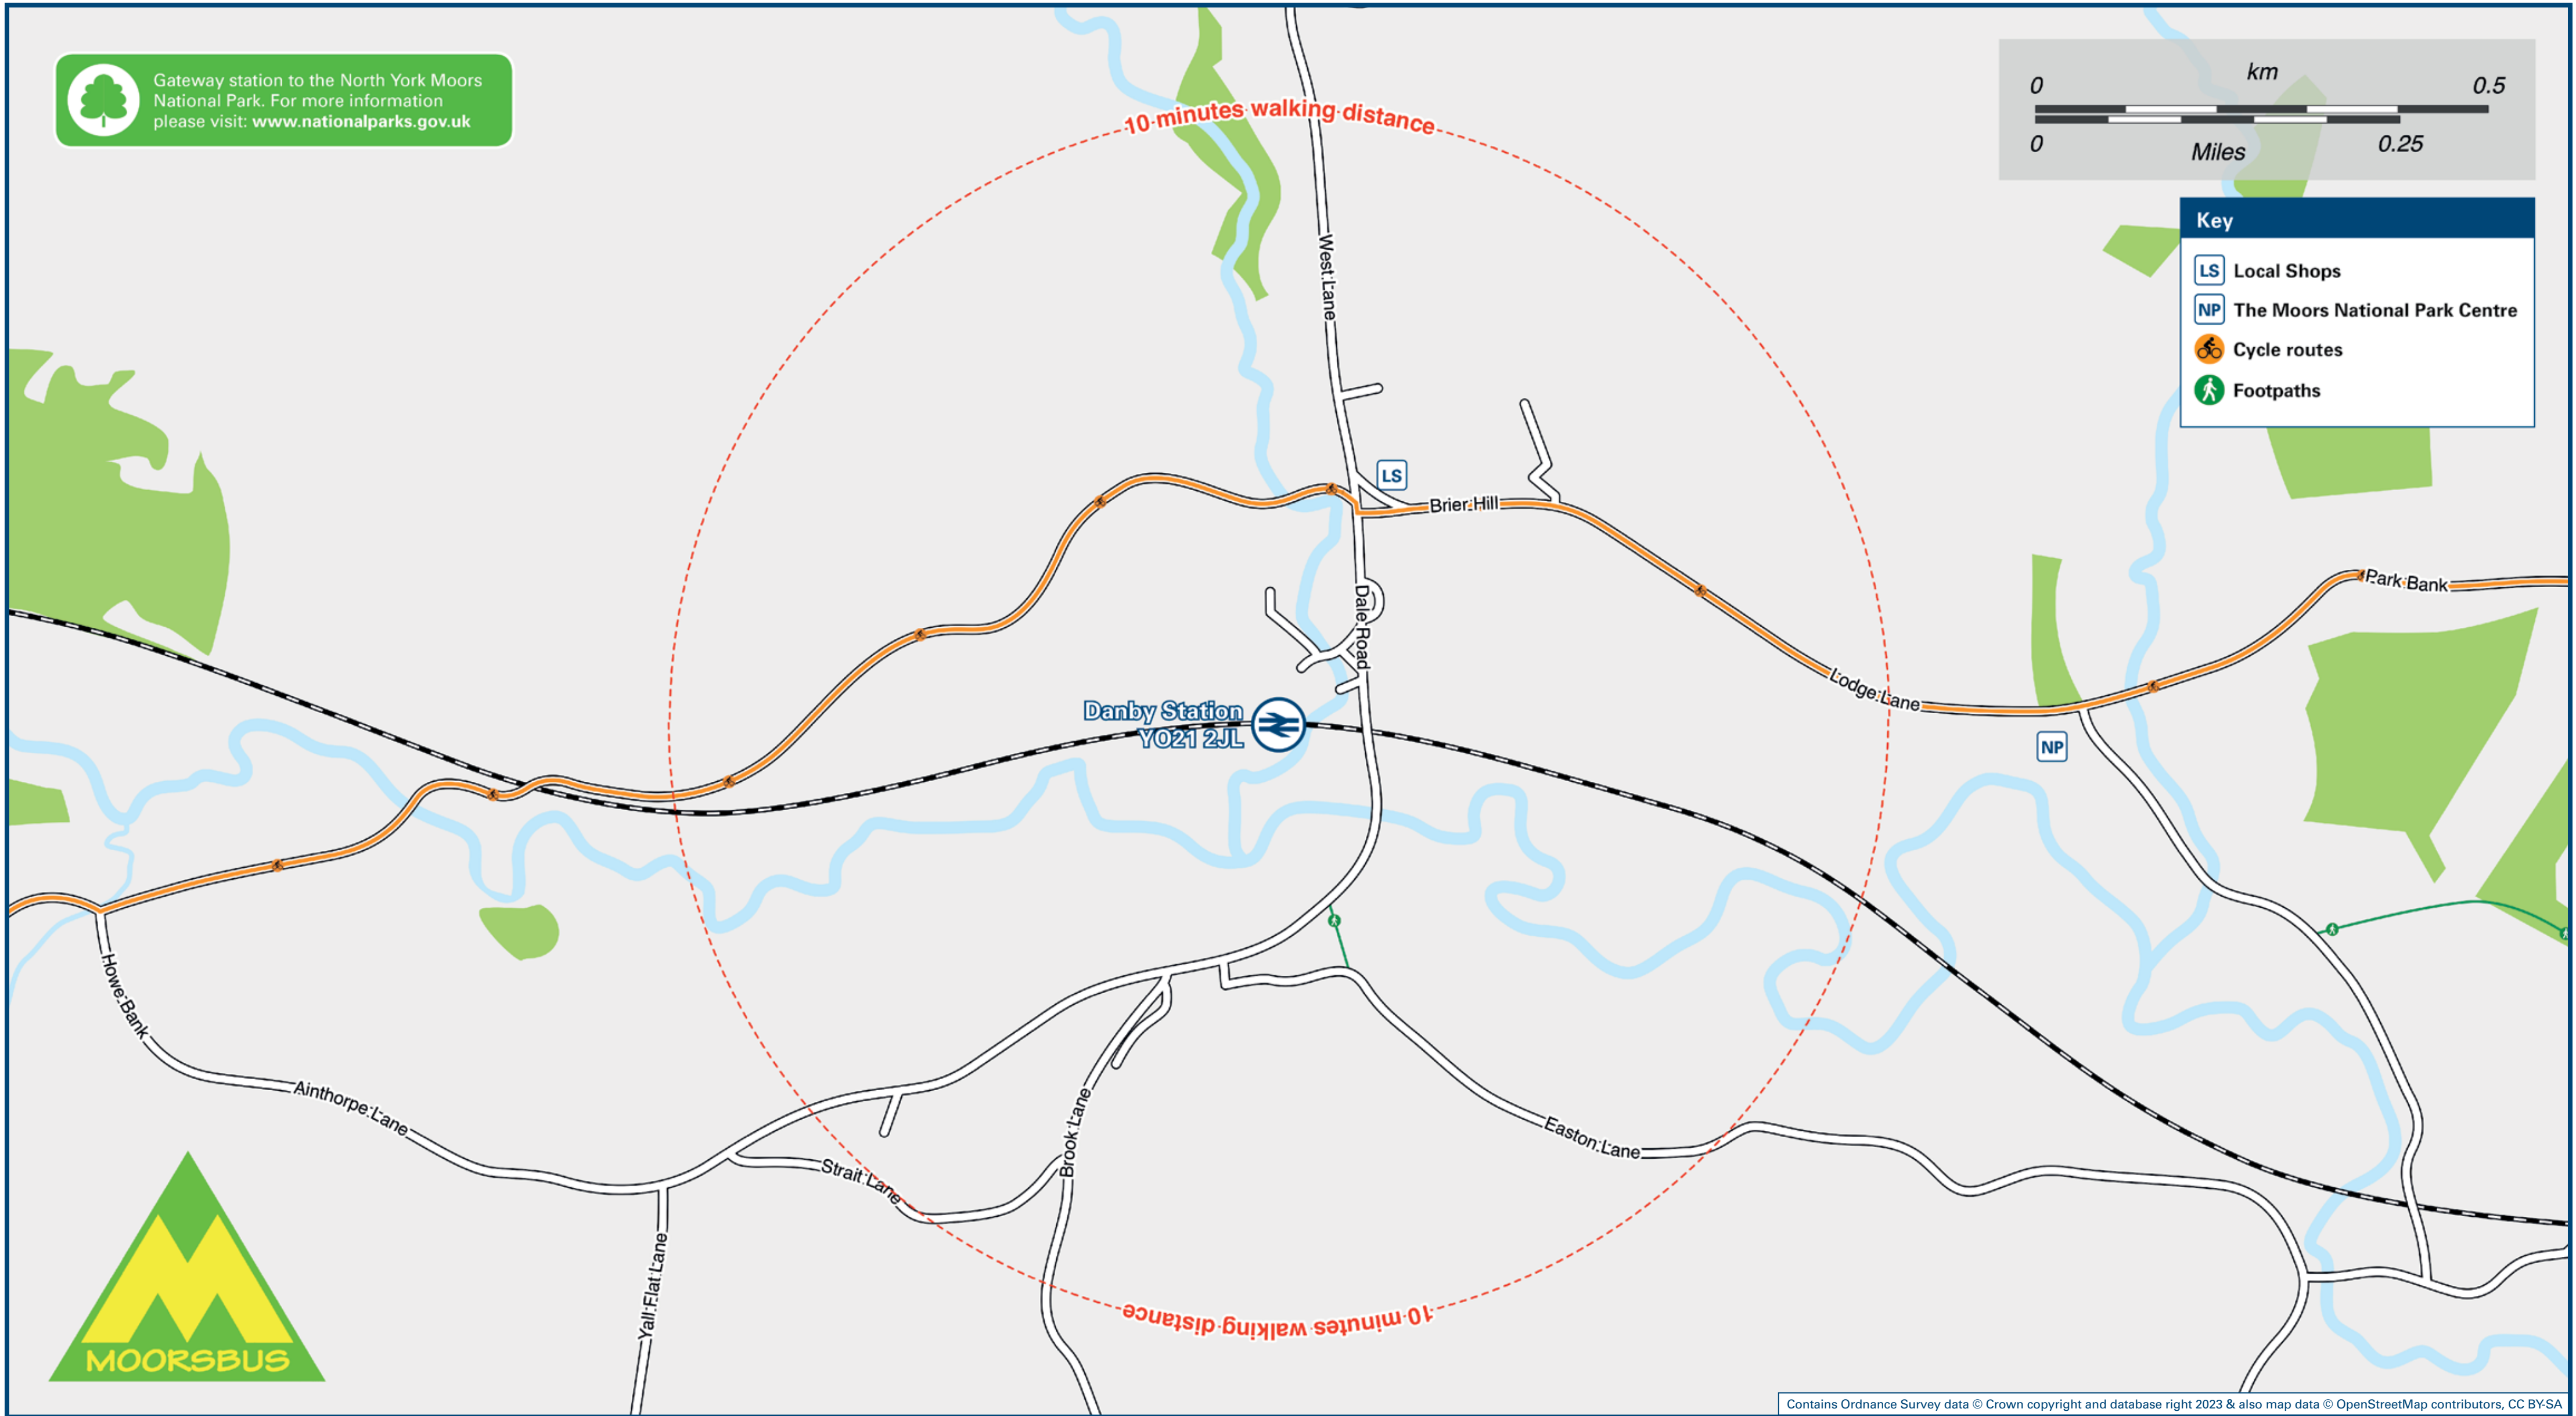 Gateway station to the North York Moors
National Park. For more information
please visit: www.nationalparks.gov.uk
10 minutes walking distance
km
0 0.5
0 0.25
Miles
Key
LS Local Shops
NP The Moors National Park Centre
Cycle routes
Footpaths
West Lane
LS
Brier Hill
Dale Road
Park Bank
Lodge Lane
Danby Station
YO21 2JL
NP
Howe Bank
Ainthorpe Lane
Brook Lane
Easton Lane
Strait Lane
Yall Flat Lane
10 minutes walking distance
MOORSBUS
Contains Ordnance Survey data © Crown copyright and database right 2023 & also map data © OpenStreetMap contributors, CC BY-SA